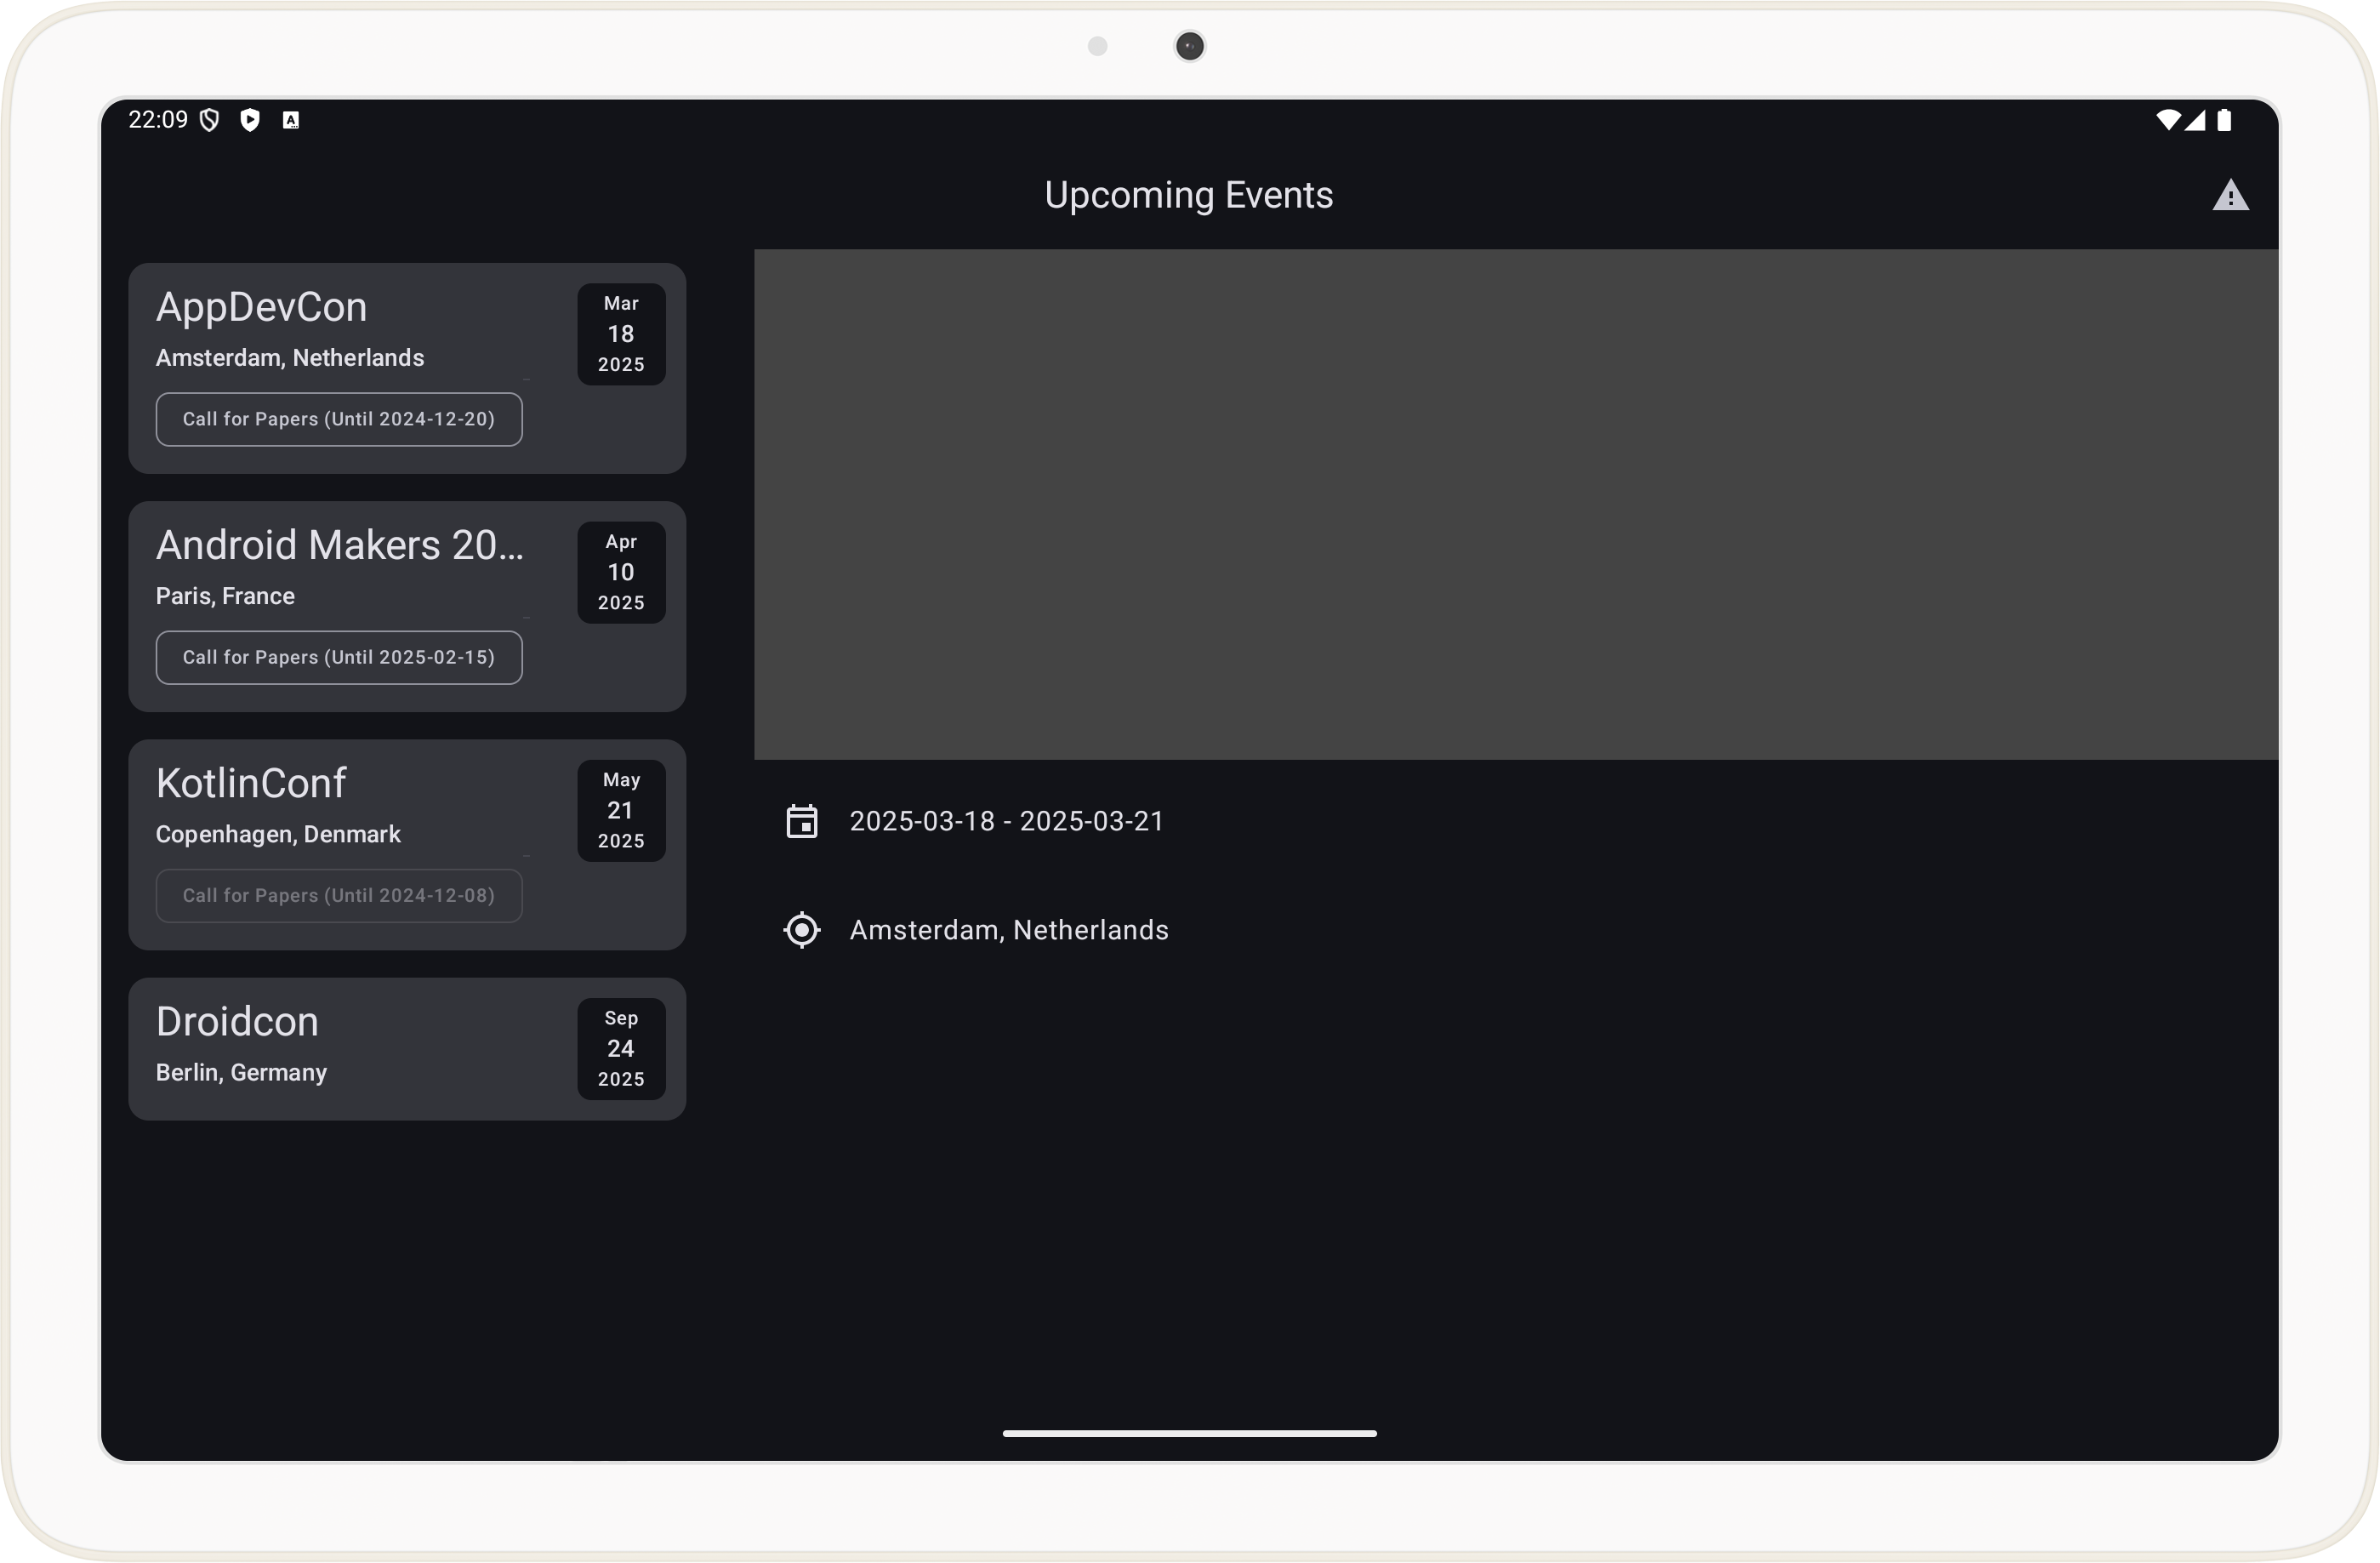 22:09
Upcoming Events
AppDevCon
Amsterdam, Netherlands
Call for Papers (Until 2024-12-20)
Mar
18
2025
Android Makers 20...
Paris, France
Call for Papers (Until 2025-02-15)
Apr
10
2025
KotlinConf
Copenhagen, Denmark
Call for Papers (Until 2024-12-08)
May
21
2025
Droidcon
Berlin, Germany
Sep
24
2025
2025-03-18 - 2025-03-21
Amsterdam, Netherlands